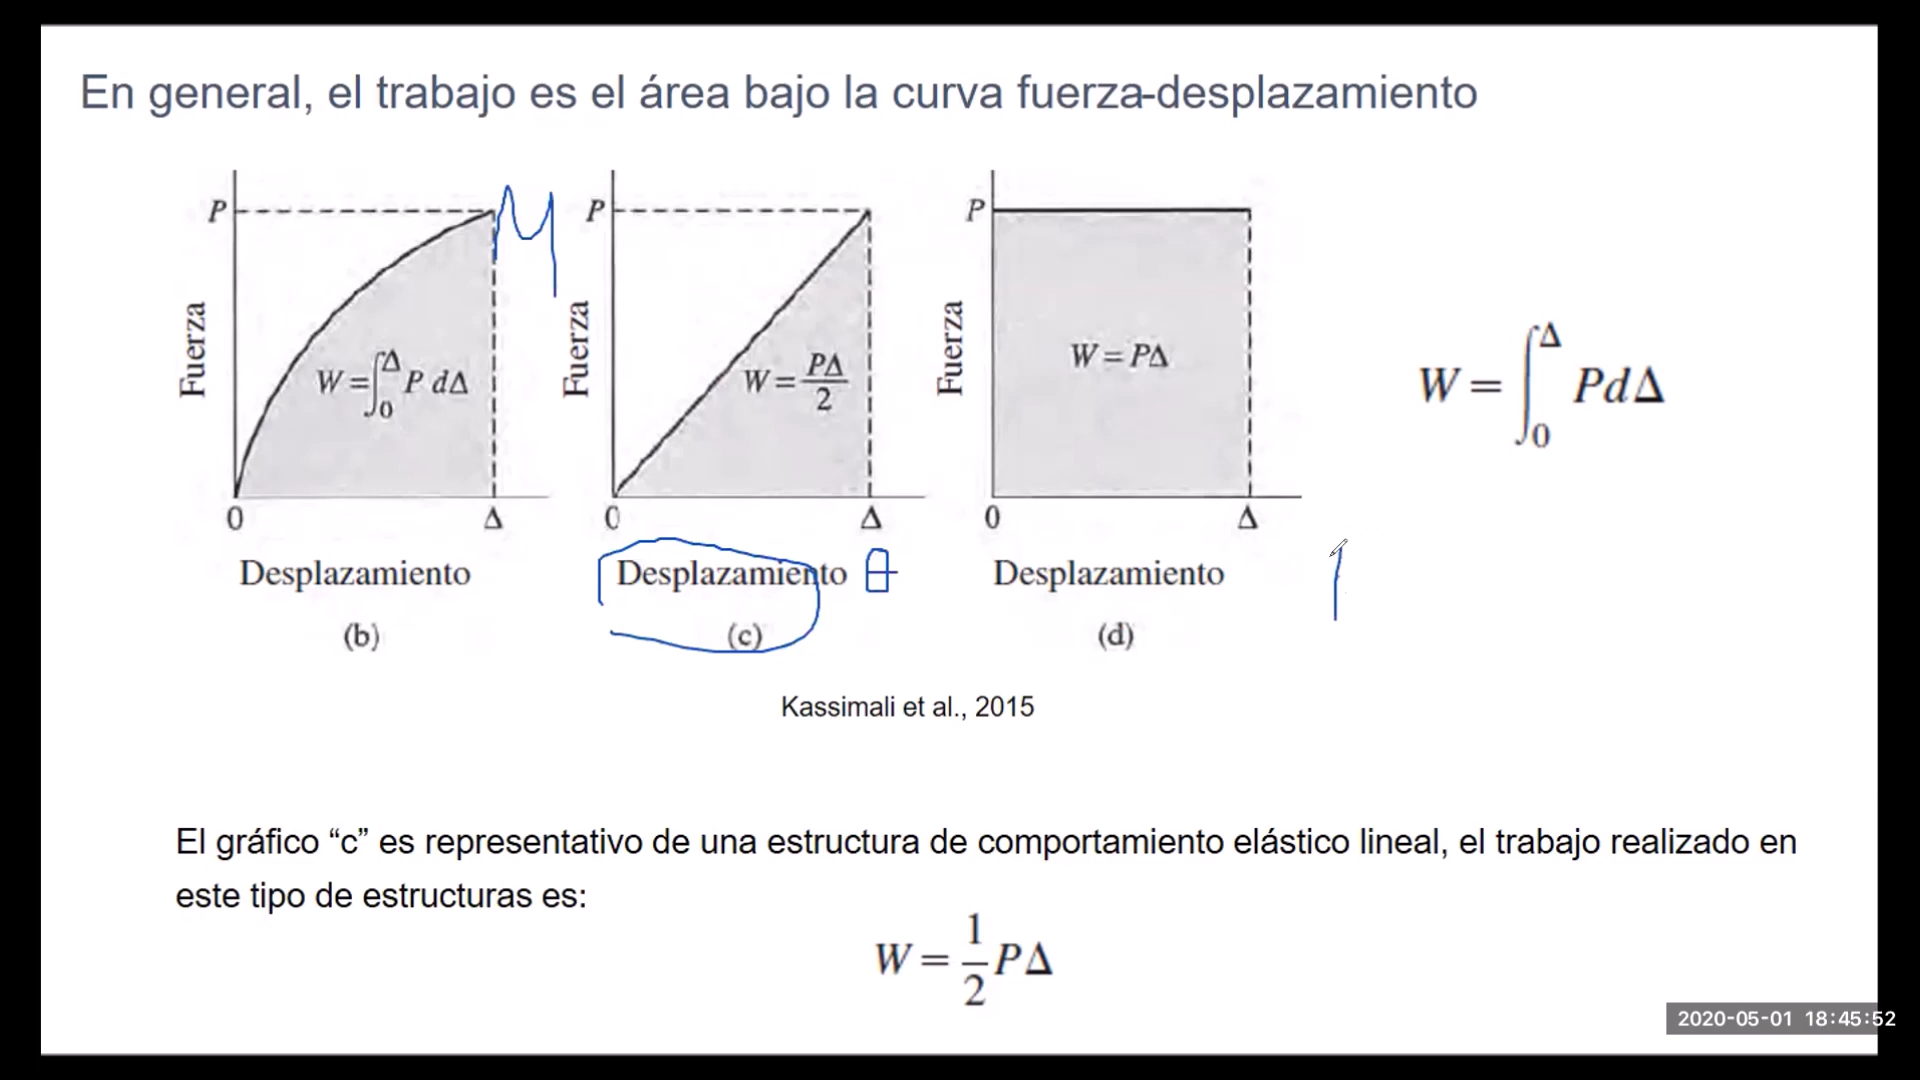 En general, el trabajo es el área bajo la curva fuerza-desplazamiento
P
Fuerza
W = ∫₀^Δ P dΔ
0
Δ
Desplazamiento
(b)
M
P
Fuerza
W = PΔ/2
0
Δ
Desplazamiento
θ
(c)
P
Fuerza
W = PΔ
0
Δ
Desplazamiento
(d)
W = ∫₀^Δ PdΔ
Kassimali et al., 2015
El gráfico “c” es representativo de una estructura de comportamiento elástico lineal, el trabajo realizado en
este tipo de estructuras es:
W = 1/2 PΔ
2020-05-01 18:45:52